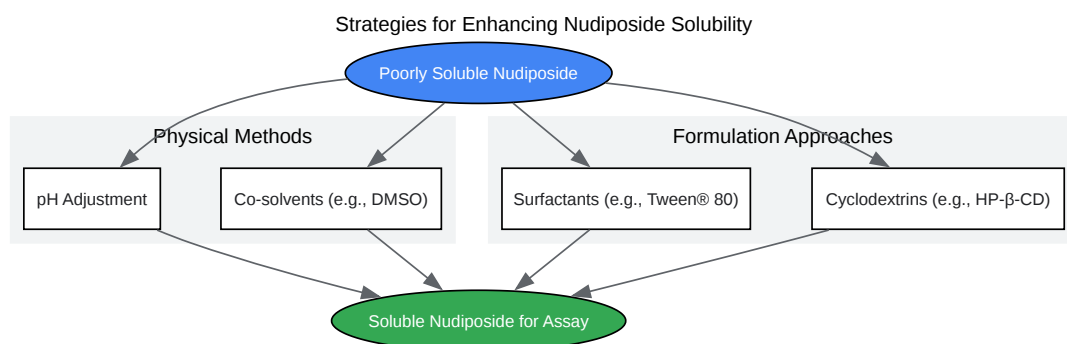 Strategies for Enhancing Nudiposide Solubility
Poorly Soluble Nudiposide
Physical Methods
Formulation Approaches
pH Adjustment
Co-solvents (e.g., DMSO)
Surfactants (e.g., Tween® 80)
Cyclodextrins (e.g., HP-β-CD)
Soluble Nudiposide for Assay